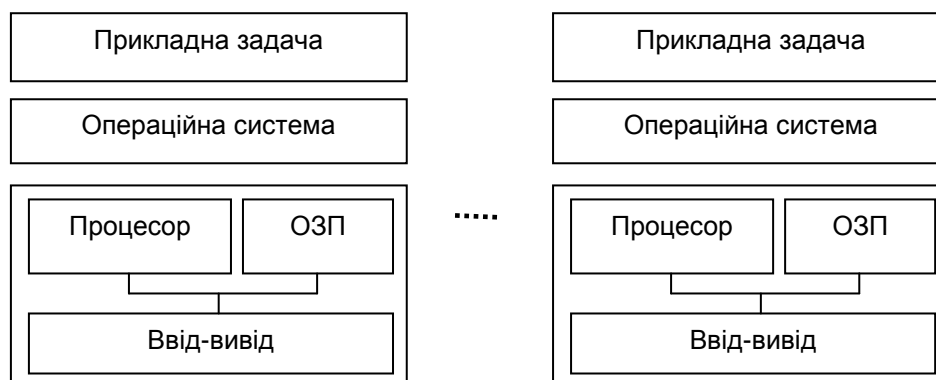 Прикладна задача
Операційна система
Процесор
ОЗП
Ввід-вивід
.....
Прикладна задача
Операційна система
Процесор
ОЗП
Ввід-вивід